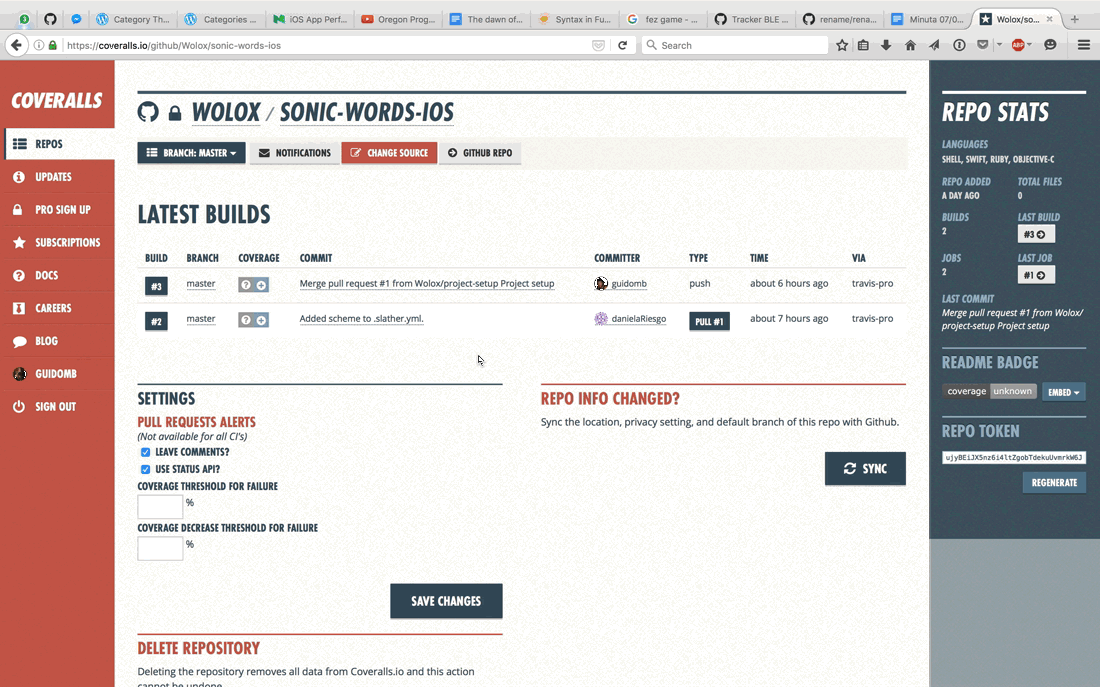 Category Th...
Categories ...
iOS App Perf...
Oregon Prog...
The dawn of...
Syntax in Fu...
fez game - ...
Tracker BLE ...
rename/rena...
Minuta 07/0...
Wolox/so...
https://coveralls.io/github/Wolox/sonic-words-ios
Search
ABP
COVERALLS
REPOS
UPDATES
PRO SIGN UP
SUBSCRIPTIONS
DOCS
CAREERS
BLOG
GUIDOMB
SIGN OUT
WOLOX / SONIC-WORDS-IOS
BRANCH: MASTER
NOTIFICATIONS
CHANGE SOURCE
GITHUB REPO
LATEST BUILDS
BUILD BRANCH COVERAGE COMMIT COMMITTER TYPE TIME VIA
#3 master Merge pull request #1 from Wolox/project-setup Project setup guidomb push about 6 hours ago travis-pro
#2 master Added scheme to .slather.yml. danielaRiesgo PULL #1 about 7 hours ago travis-pro
SETTINGS
PULL REQUESTS ALERTS
(Not available for all CI's)
LEAVE COMMENTS?
USE STATUS API?
COVERAGE THRESHOLD FOR FAILURE
%
COVERAGE DECREASE THRESHOLD FOR FAILURE
%
SAVE CHANGES
REPO INFO CHANGED?
Sync the location, privacy setting, and default branch of this repo with Github.
SYNC
DELETE REPOSITORY
Deleting the repository removes all data from Coveralls.io and this action
cannot be undone.
REPO STATS
LANGUAGES
SHELL, SWIFT, RUBY, OBJECTIVE-C
REPO ADDED TOTAL FILES
A DAY AGO 0
BUILDS LAST BUILD
2 #3
JOBS LAST JOB
2 #1
LAST COMMIT
Merge pull request #1 from Wolox/
project-setup Project setup
README BADGE
coverage unknown
EMBED
REPO TOKEN
ujyBEiJX5nz6i4ltZgobTdekuUvmrkW6J
REGENERATE